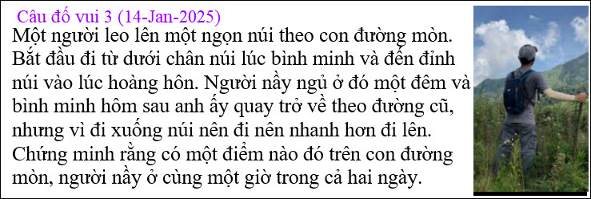 Câu đố vui 3 (14-Jan-2025)
Một người leo lên một ngọn núi theo con đường mòn.
Bắt đầu đi từ dưới chân núi lúc bình minh và đến đỉnh
núi vào lúc hoàng hôn. Người nầy ngủ ở đó một đêm và
bình minh hôm sau anh ấy quay trở về theo đường cũ,
nhưng vì đi xuống núi nên đi nên nhanh hơn đi lên.
Chứng minh rằng có một điểm nào đó trên con đường
mòn, người nầy ở cùng một giờ trong cả hai ngày.